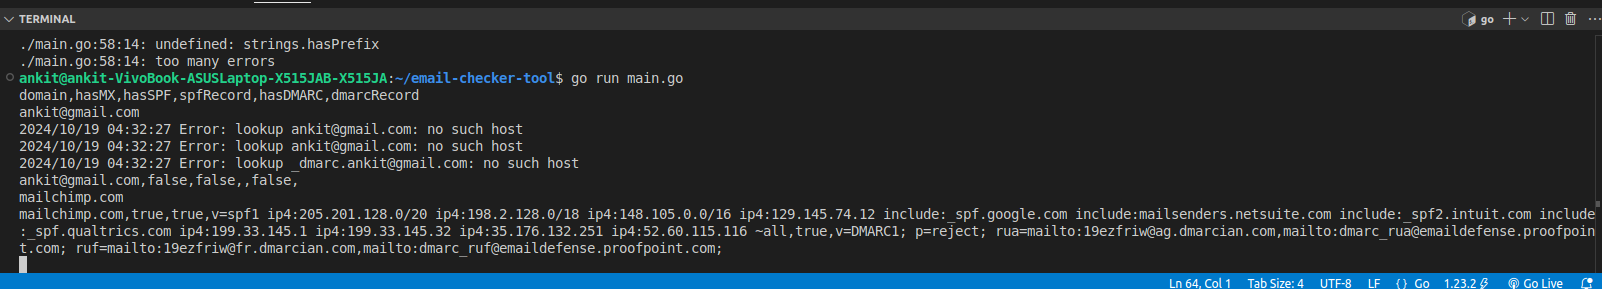 TERMINAL
go
./main.go:58:14: undefined: strings.hasPrefix
./main.go:58:14: too many errors
ankit@ankit-VivoBook-ASUSLaptop-X515JAB-X515JA:~/email-checker-tool$ go run main.go
domain,hasMX,hasSPF,spfRecord,hasDMARC,dmarcRecord
ankit@gmail.com
2024/10/19 04:32:27 Error: lookup ankit@gmail.com: no such host
2024/10/19 04:32:27 Error: lookup ankit@gmail.com: no such host
2024/10/19 04:32:27 Error: lookup _dmarc.ankit@gmail.com: no such host
ankit@gmail.com,false,false,,false,
mailchimp.com
mailchimp.com,true,true,v=spf1 ip4:205.201.128.0/20 ip4:198.2.128.0/18 ip4:148.105.0.0/16 ip4:129.145.74.12 include:_spf.google.com include:mailsenders.netsuite.com include:_spf2.intuit.com include
:_spf.qualtrics.com ip4:199.33.145.1 ip4:199.33.145.32 ip4:35.176.132.251 ip4:52.60.115.116 ~all,true,v=DMARC1; p=reject; rua=mailto:19ezfriw@ag.dmarcian.com,mailto:dmarc_rua@emaildefense.proofpoin
t.com; ruf=mailto:19ezfriw@fr.dmarcian.com,mailto:dmarc_ruf@emaildefense.proofpoint.com;
Ln 64, Col 1 Tab Size: 4 UTF-8 LF {} Go 1.23.2 Go Live